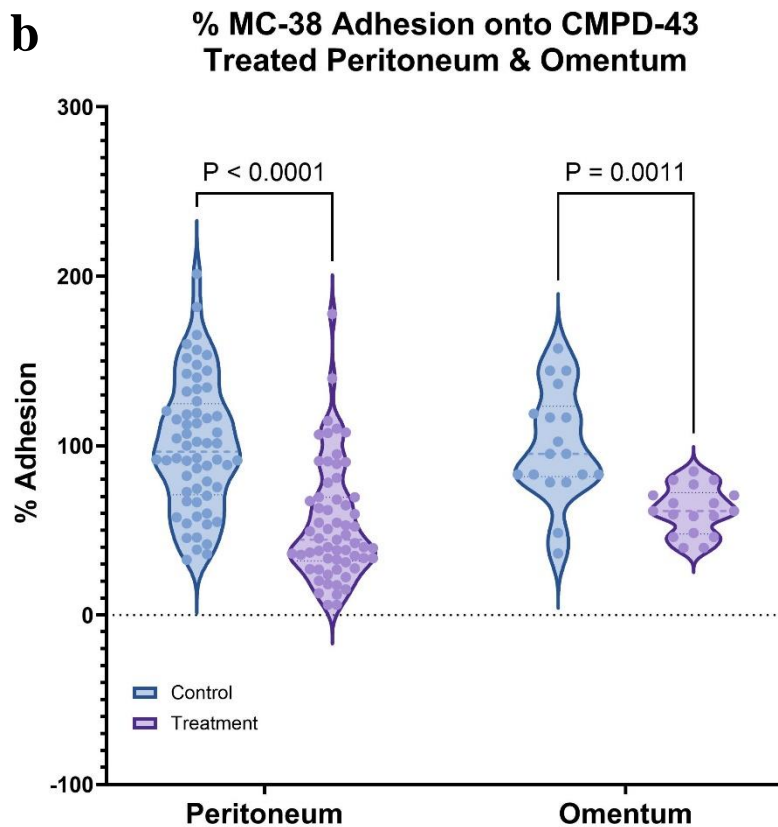 b
% MC-38 Adhesion onto CMPD-43
Treated Peritoneum & Omentum
% Adhesion
300
200
100
0
-100
P < 0.0001
P = 0.0011
Control
Treatment
Peritoneum
Omentum